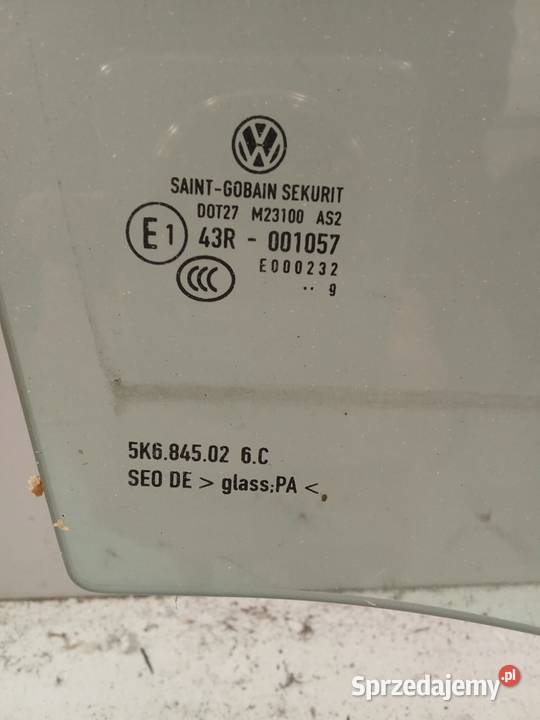 SAINT-GOBAIN SEKURIT
DOT27 M23100 AS2
E1 43R - 001057
E000232
CCC ·· 9
5K6.845.02 6.C
SEO DE > glass;PA <
Sprzedajemy.pl